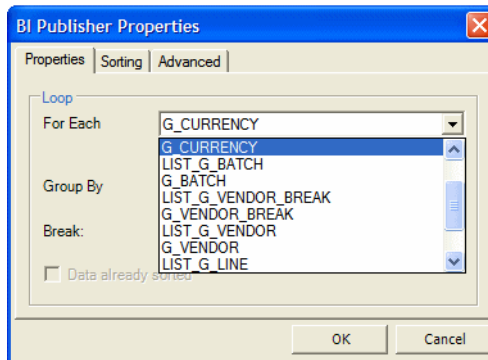 BI Publisher Properties
Properties Sorting Advanced
Loop
For Each G_CURRENCY
G_CURRENCY
LIST_G_BATCH
G_BATCH
Group By
LIST_G_VENDOR_BREAK
G_VENDOR_BREAK
Break:
LIST_G_VENDOR
G_VENDOR
LIST_G_LINE
Data already sorted
OK Cancel